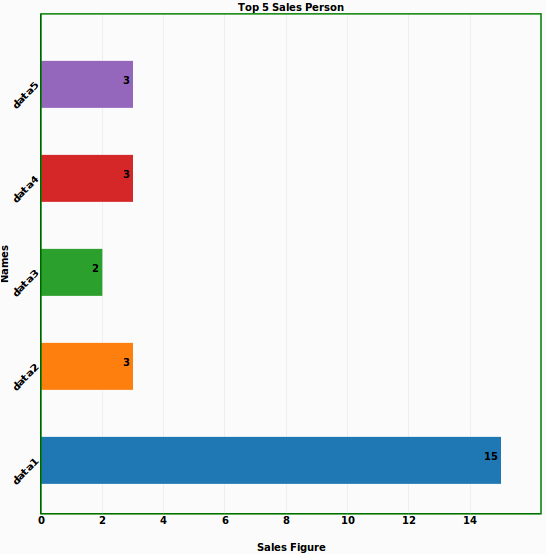 Top 5 Sales Person
data5
3
data4
3
Names
data3
2
data2
3
data1
15
0 2 4 6 8 10 12 14
Sales Figure